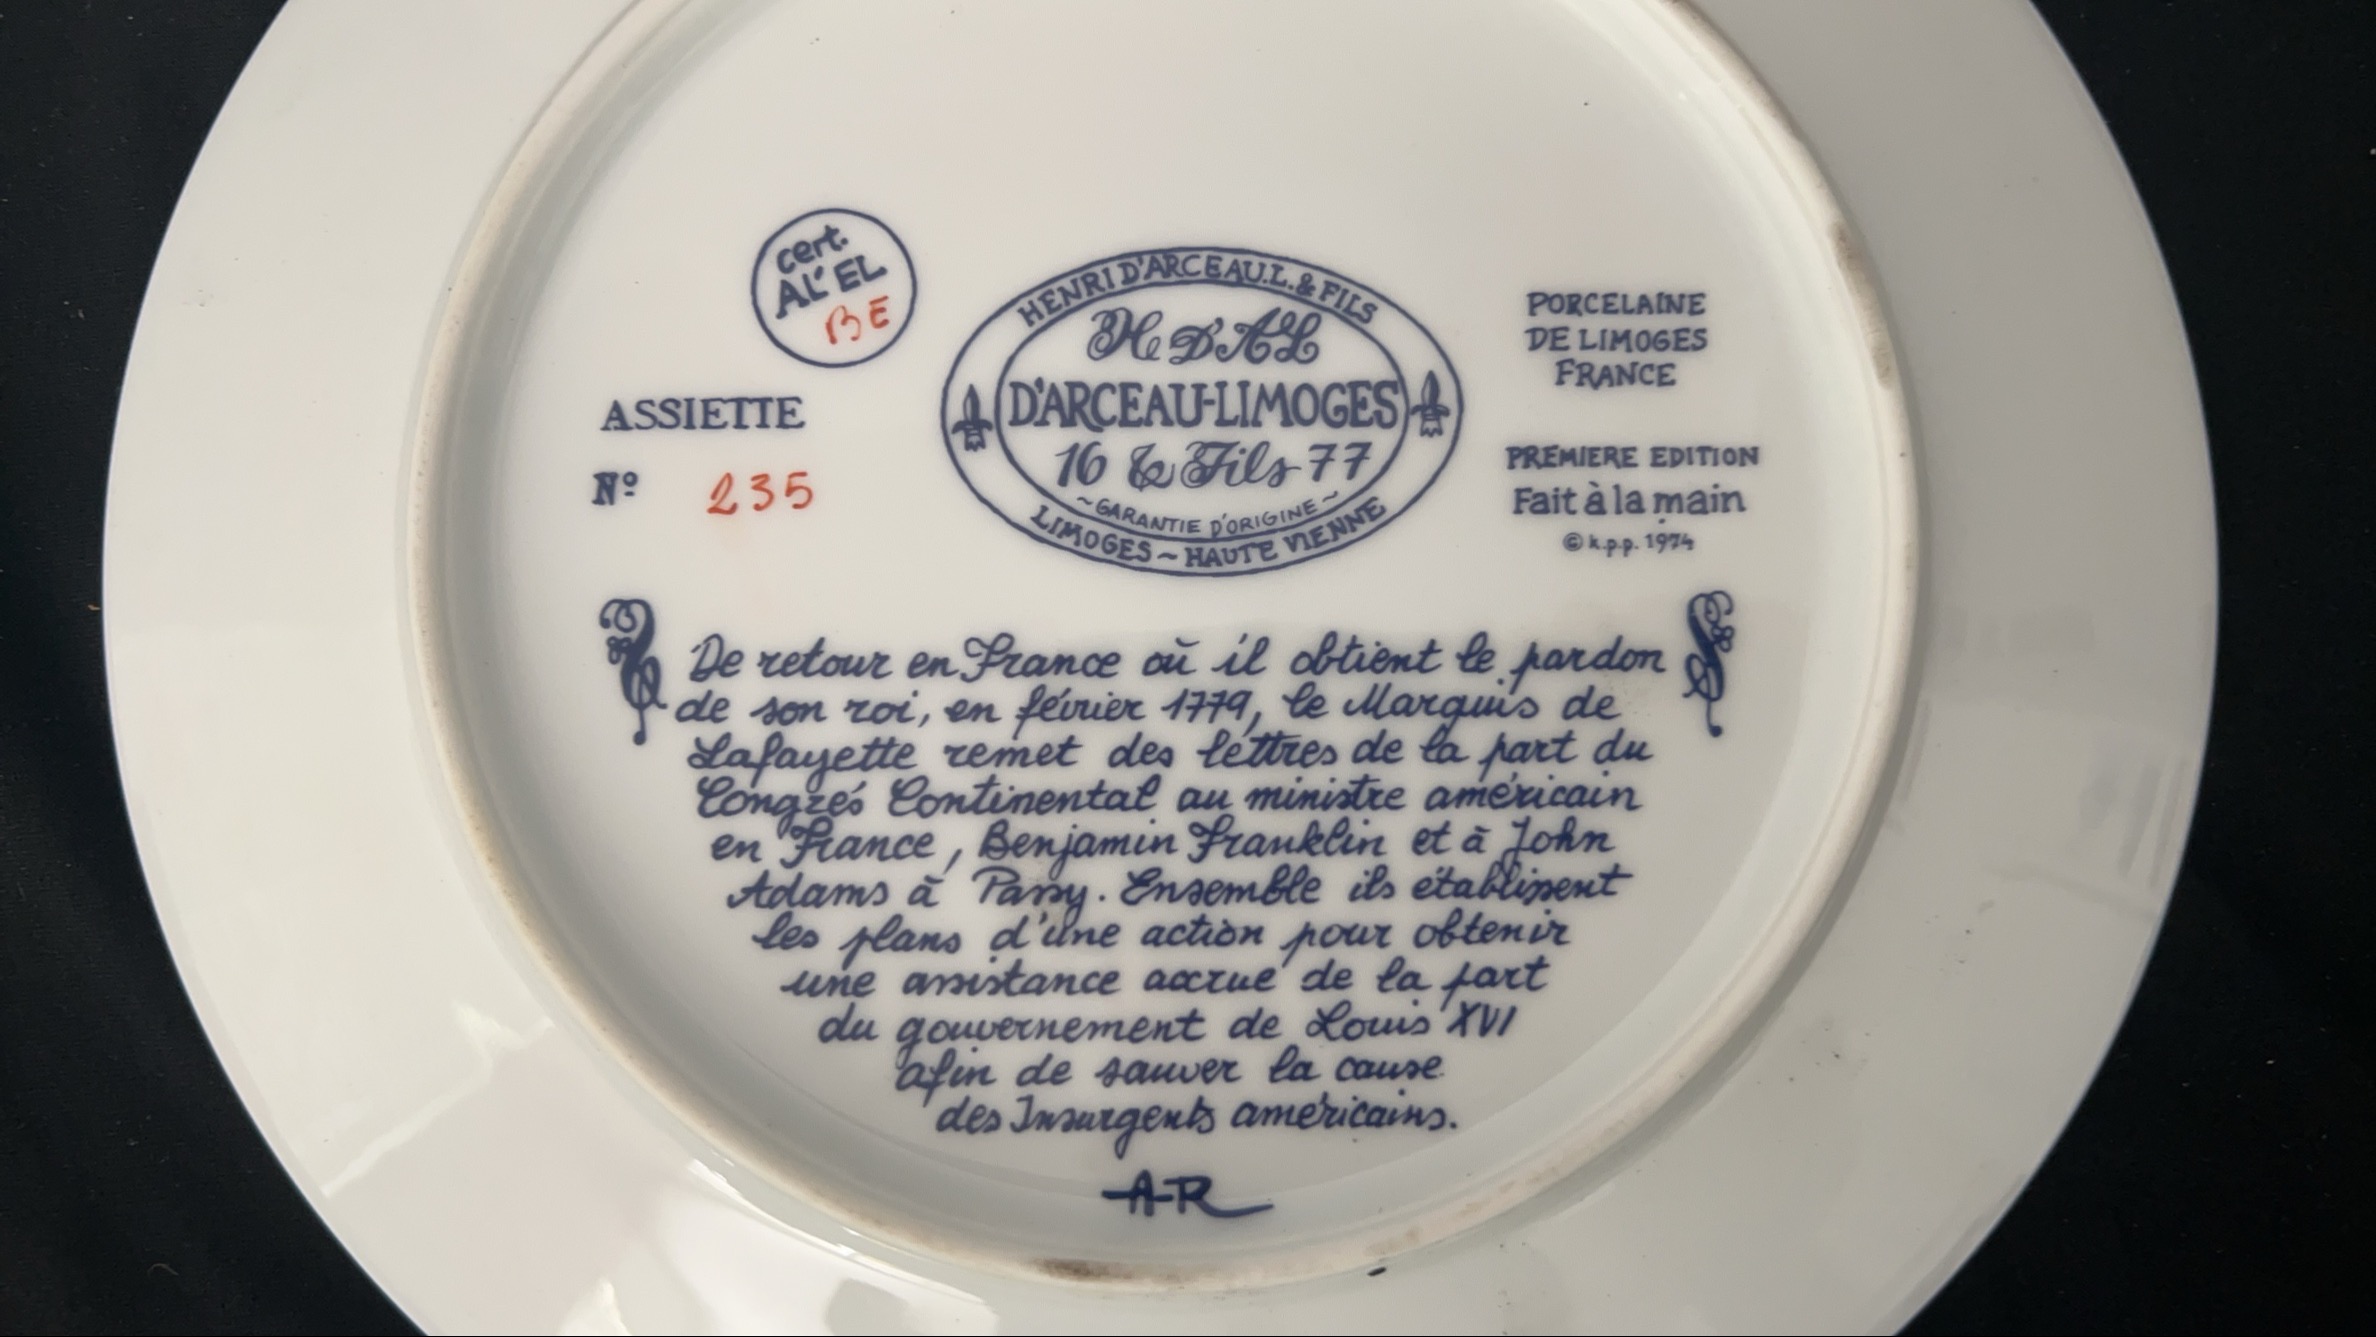 cert.
AL'EL
BE
ASSIETTE
Nº 235
HENRI D'ARCEAU.L. & FILS
H D'AL
D'ARCEAU-LIMOGES
16 & Fils 77
~GARANTIE D'ORIGINE~
LIMOGES ~ HAUTE VIENNE
PORCELAINE
DE LIMOGES
FRANCE
PREMIERE EDITION
Fait à la main
© k.p.p. 1974
De retour en France où il obtient le pardon
de son roi, en février 1779, le Marquis de
Lafayette remet des lettres de la part du
Congrés Continental au ministre américain
en France, Benjamin Franklin et à John
Adams à Passy. Ensemble ils établissent
les plans d'une action pour obtenir
une assistance accrue de la part
du gouvernement de Louis XVI
afin de sauver la cause
des Insurgents américains.
A-R